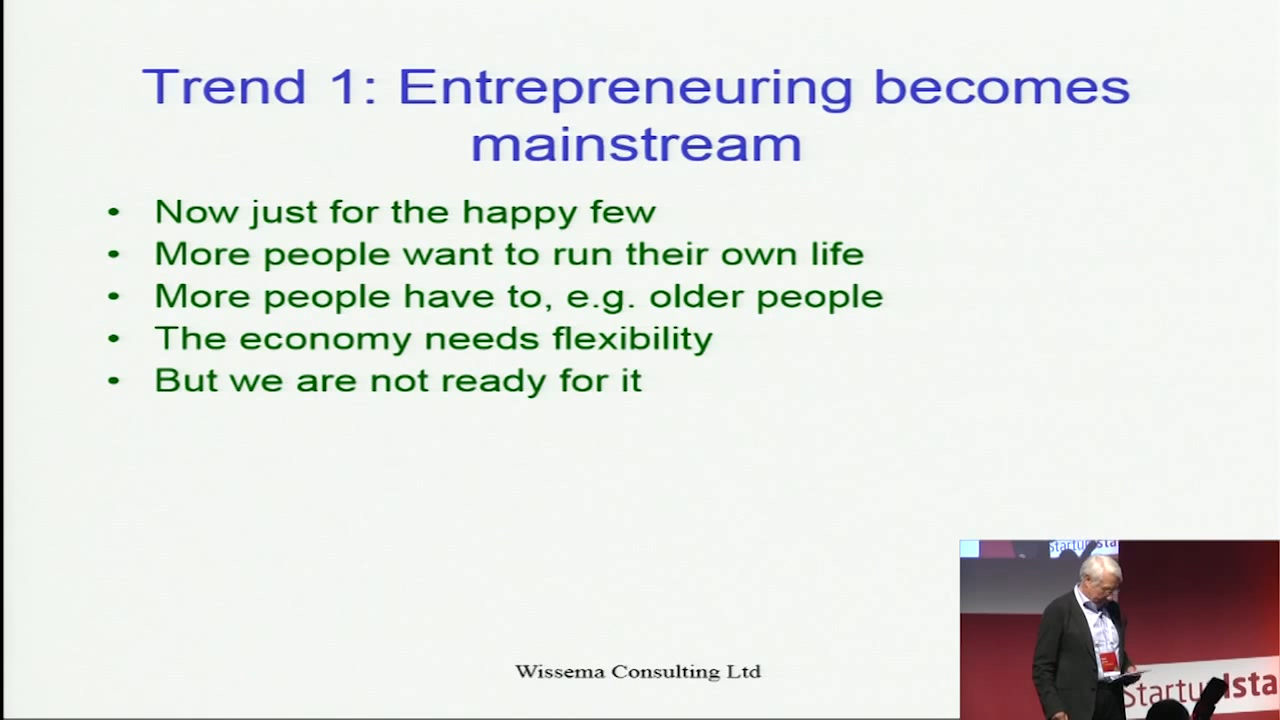 Trend 1: Entrepreneuring becomes
mainstream
• Now just for the happy few
• More people want to run their own life
• More people have to, e.g. older people
• The economy needs flexibility
• But we are not ready for it
Wissema Consulting Ltd
Startup Ista